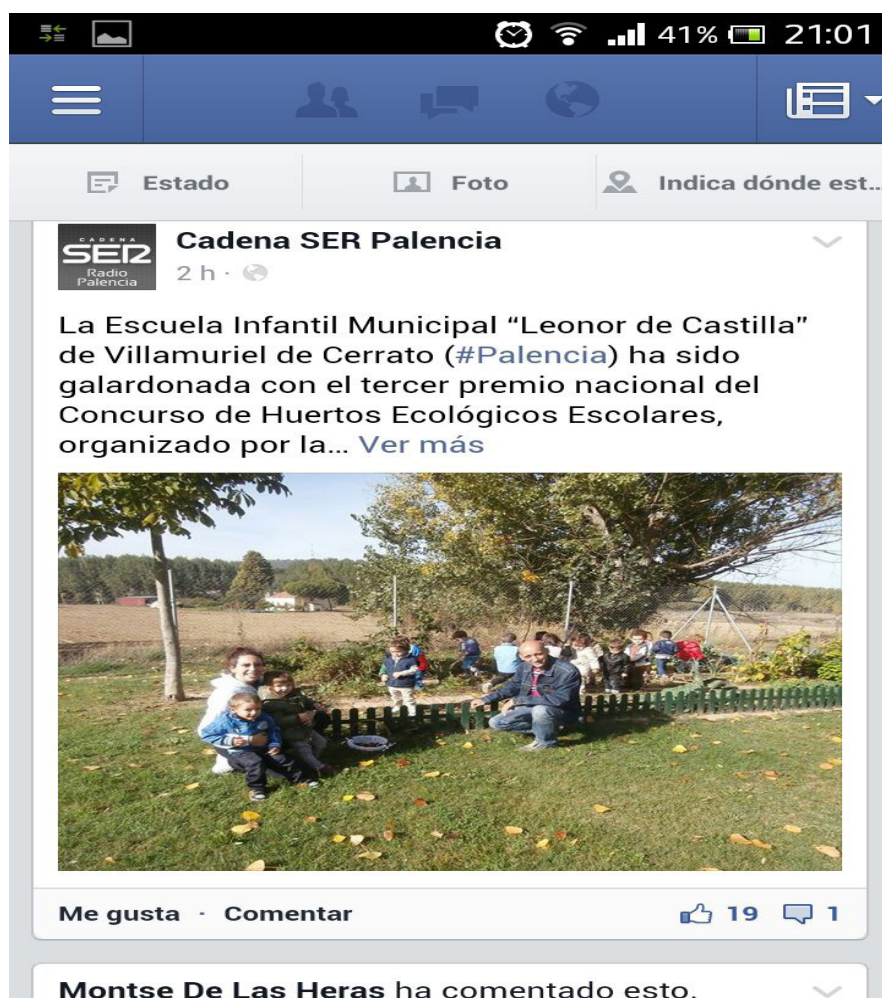 41% 21:01
Estado Foto Indica dónde est...
CADENA
SER
Radio
Palencia
Cadena SER Palencia
2 h ·
La Escuela Infantil Municipal “Leonor de Castilla”
de Villamuriel de Cerrato (#Palencia) ha sido
galardonada con el tercer premio nacional del
Concurso de Huertos Ecológicos Escolares,
organizado por la... Ver más
Me gusta · Comentar 19 1
Montse De Las Heras ha comentado esto.